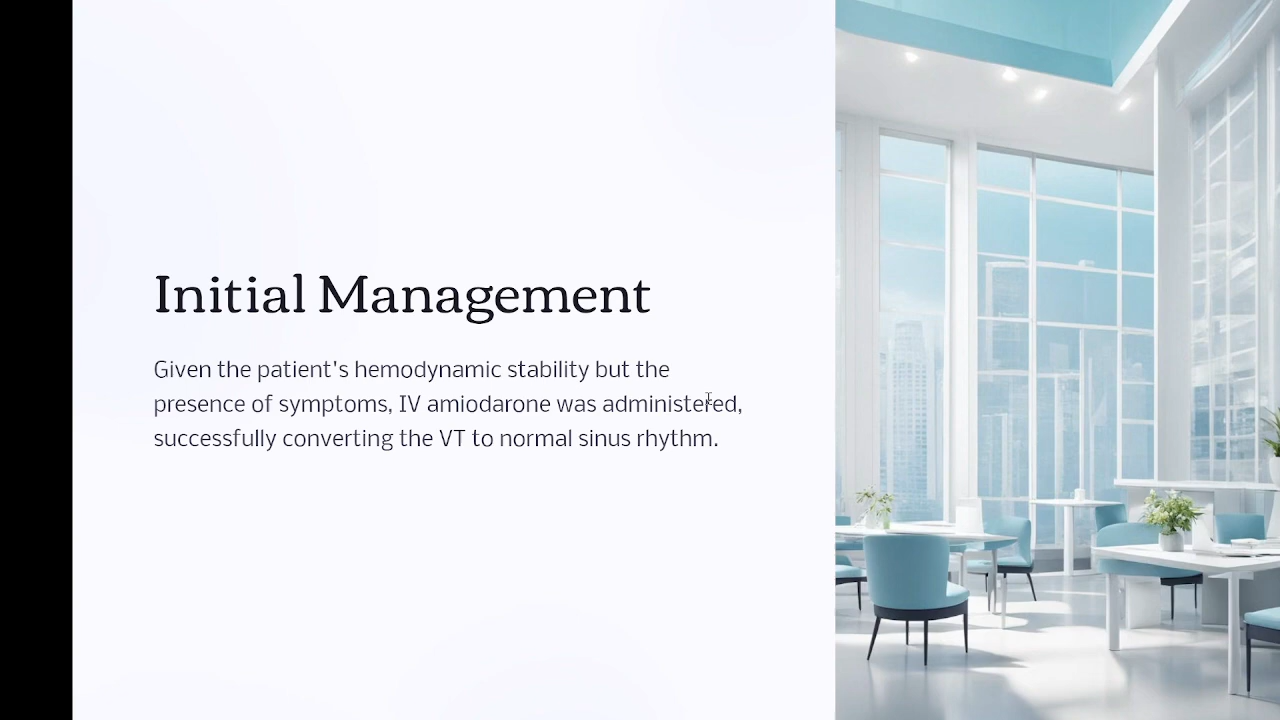 Initial Management
Given the patient's hemodynamic stability but the
presence of symptoms, IV amiodarone was administered,
successfully converting the VT to normal sinus rhythm.